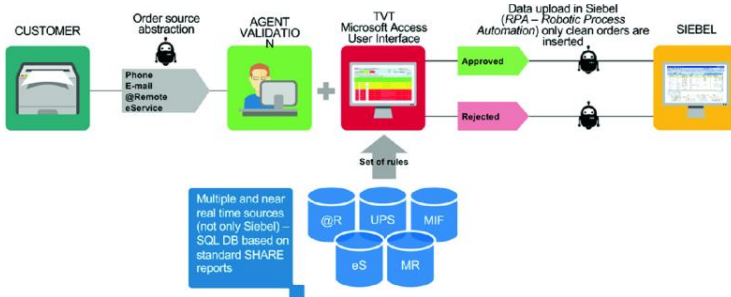 CUSTOMER
Order source
abstraction
Phone
E-mail
@Remote
eService
AGENT
VALIDATIO
N
TVT
Microsoft Access
User Interface
Data upload in Siebel
(RPA – Robotic Process
Automation) only clean orders are
inserted
Approved
Rejected
SIEBEL
Set of rules
Multiple and near
real time sources
(not only Siebel) –
SQL DB based on
standard SHARE
reports
@R
UPS
MIF
eS
MR